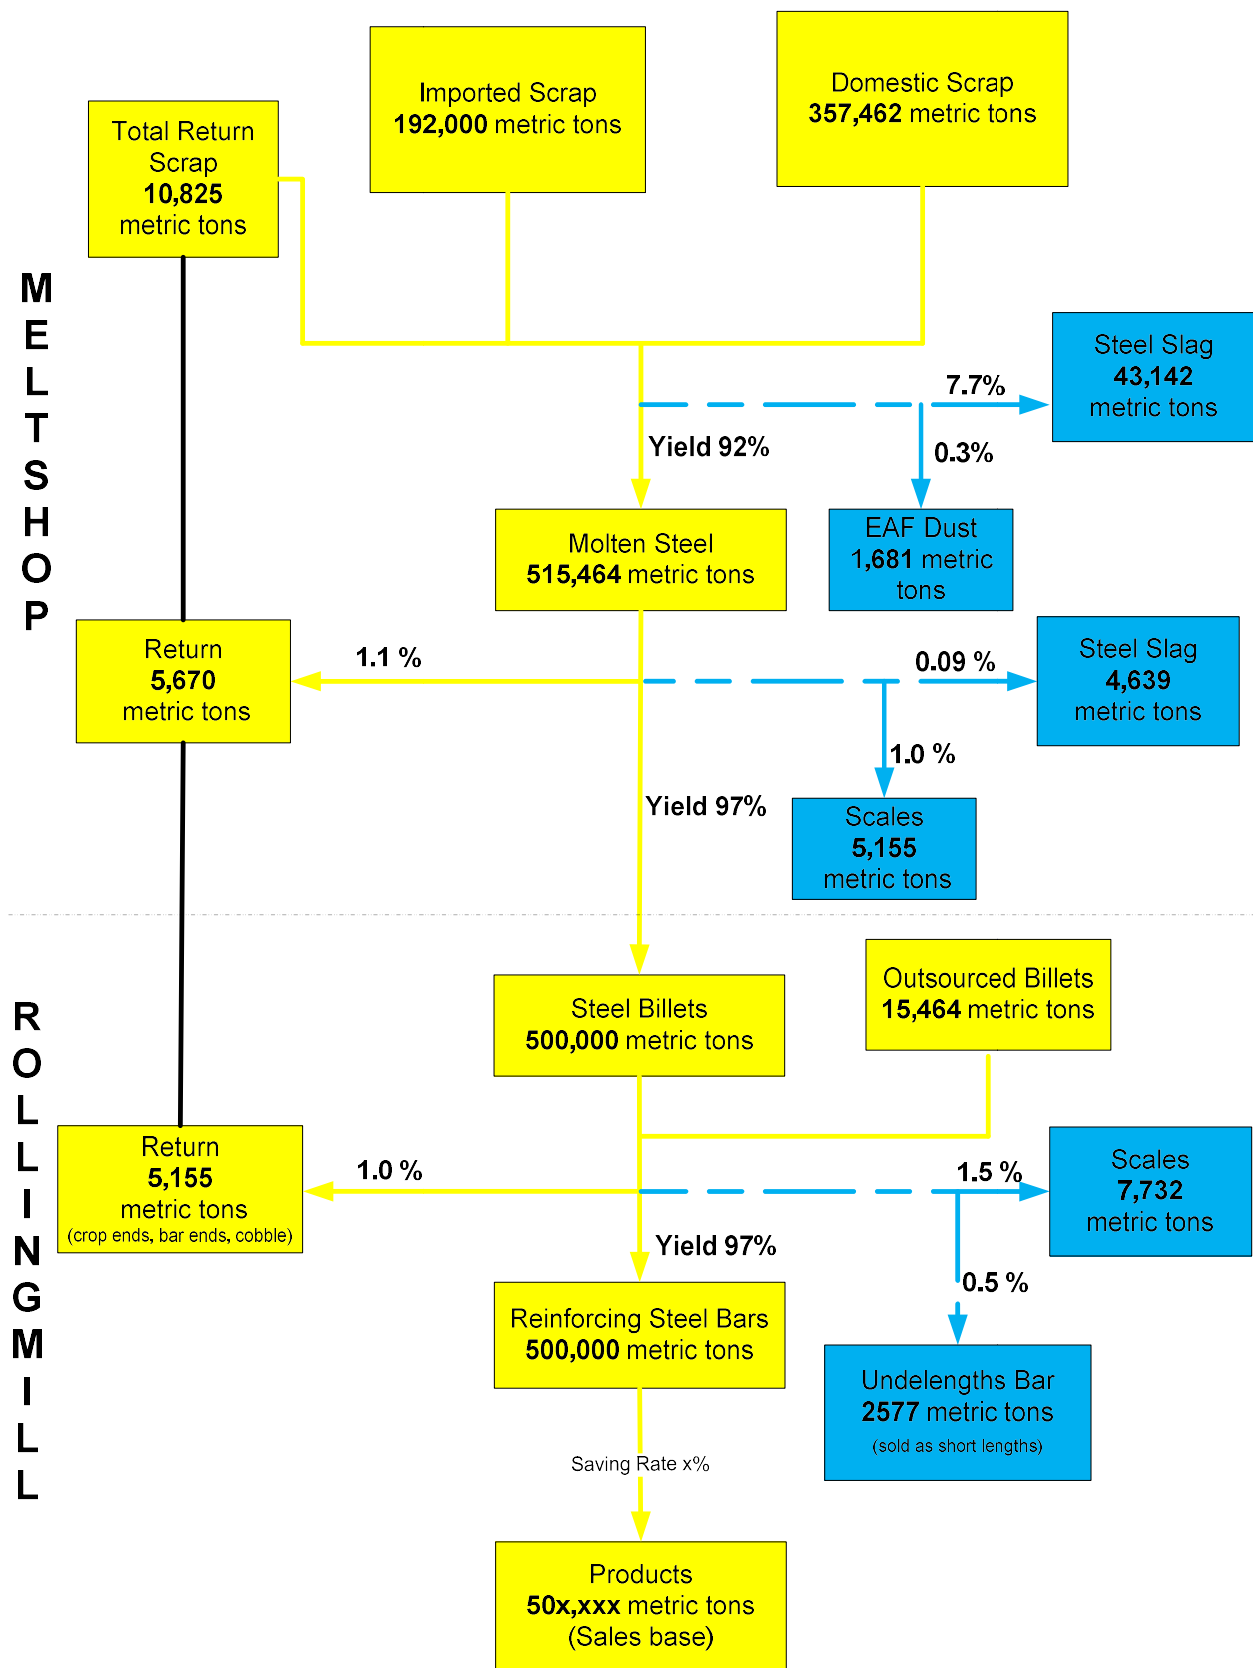 Imported Scrap
192,000 metric tons
Domestic Scrap
357,462 metric tons
Total Return
Scrap
10,825
metric tons
MELTSHOP
Steel Slag
43,142
metric tons
7.7%
Yield 92%
0.3%
Molten Steel
515,464 metric tons
EAF Dust
1,681 metric
tons
Return
5,670
metric tons
1.1 %
0.09 %
Steel Slag
4,639
metric tons
1.0 %
Yield 97%
Scales
5,155
metric tons
ROLLINGMILL
Steel Billets
500,000 metric tons
Outsourced Billets
15,464 metric tons
Return
5,155
metric tons
(crop ends, bar ends, cobble)
1.0 %
1.5 %
Scales
7,732
metric tons
Yield 97%
0.5 %
Reinforcing Steel Bars
500,000 metric tons
Undelengths Bar
2577 metric tons
(sold as short lengths)
Saving Rate x%
Products
50x,xxx metric tons
(Sales base)